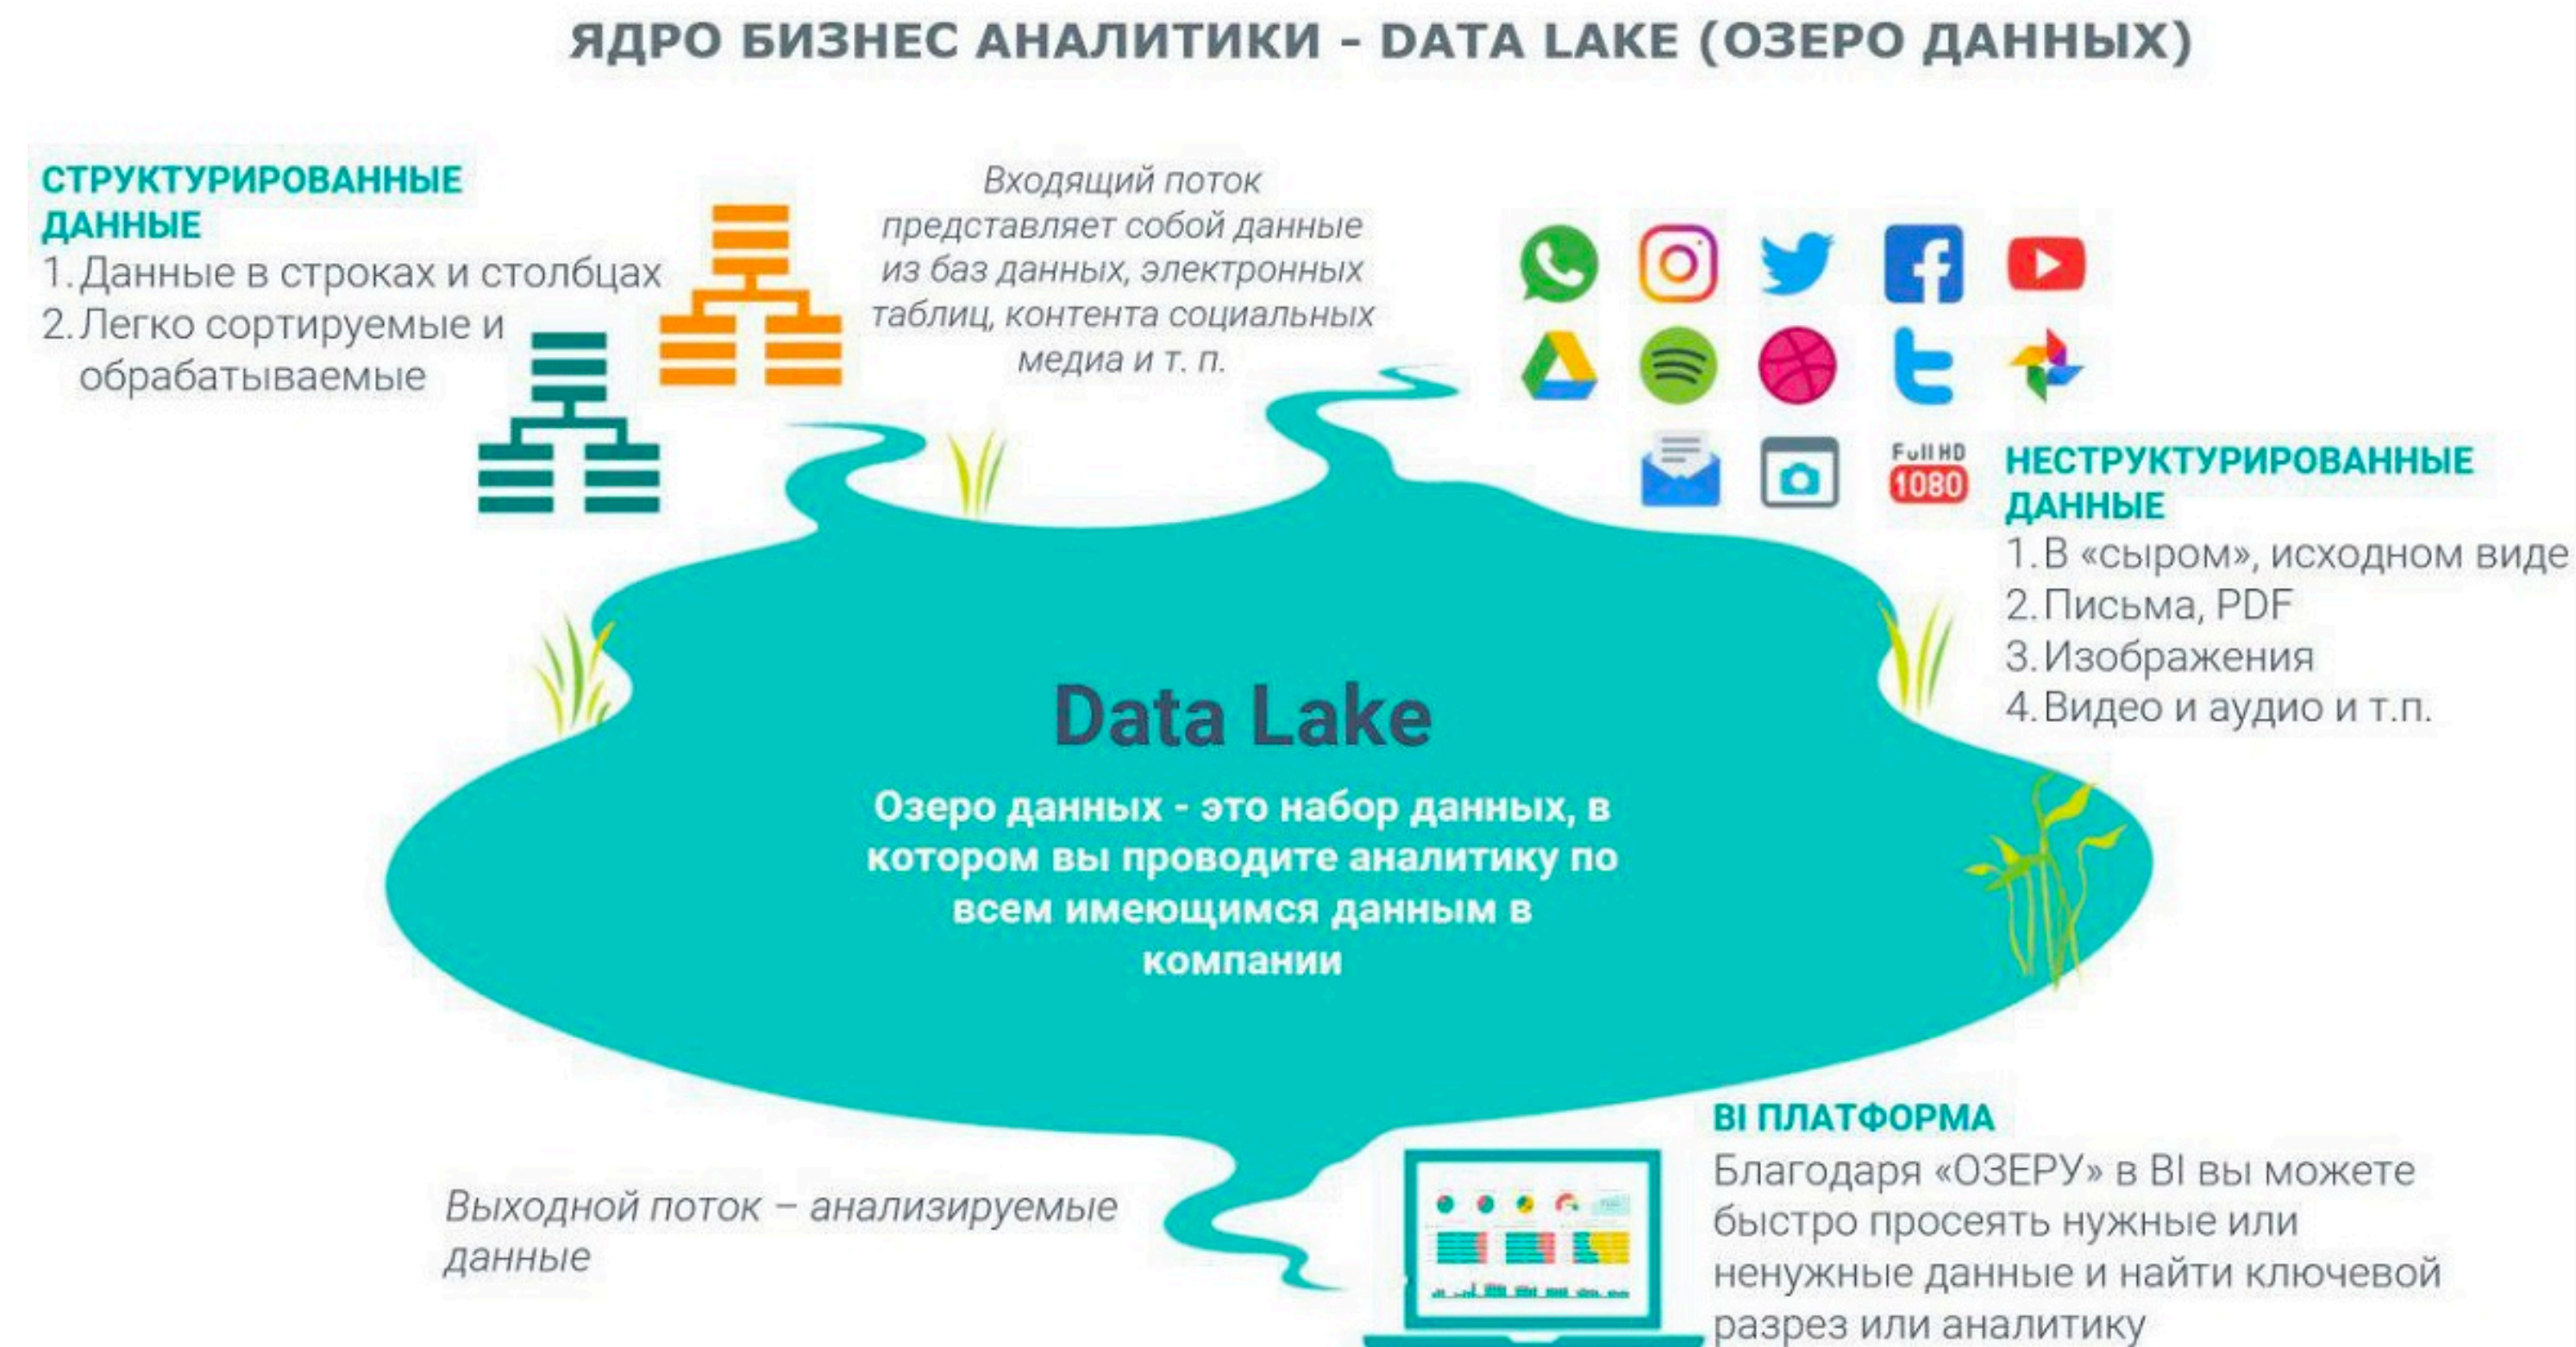 ЯДРО БИЗНЕС АНАЛИТИКИ - DATA LAKE (ОЗЕРО ДАННЫХ)
СТРУКТУРИРОВАННЫЕ
ДАННЫЕ
1. Данные в строках и столбцах
2. Легко сортируемые и
обрабатываемые
Входящий поток
представляет собой данные
из баз данных, электронных
таблиц, контента социальных
медиа и т. п.
Full HD
1080
НЕСТРУКТУРИРОВАННЫЕ
ДАННЫЕ
1. В «сыром», исходном виде
2. Письма, PDF
3. Изображения
4. Видео и аудио и т.п.
Data Lake
Озеро данных - это набор данных, в
котором вы проводите аналитику по
всем имеющимся данным в
компании
Выходной поток – анализируемые
данные
BI ПЛАТФОРМА
Благодаря «ОЗЕРУ» в BI вы можете
быстро просеять нужные или
ненужные данные и найти ключевой
разрез или аналитику